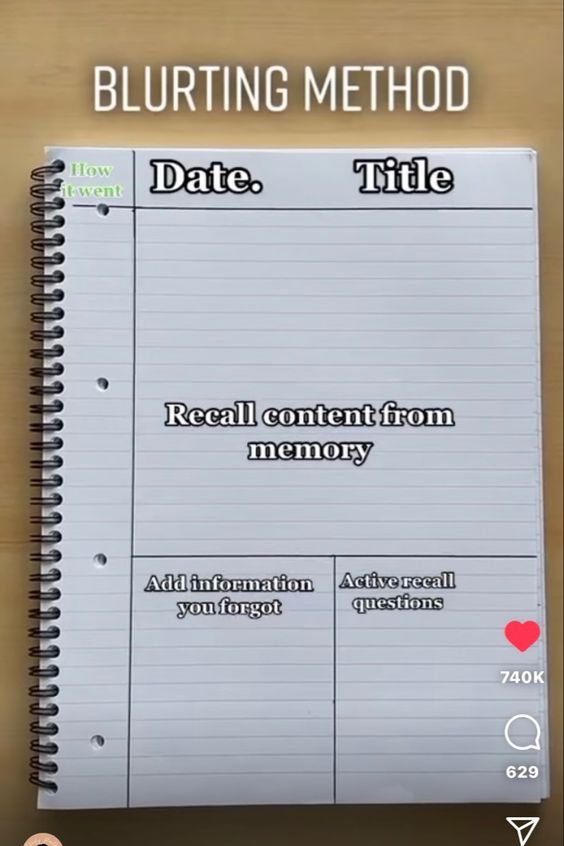 BLURTING METHOD
How
it went
Date.
Title
Recall content from
memory
Add information
you forgot
Active recall
questions
740K
629